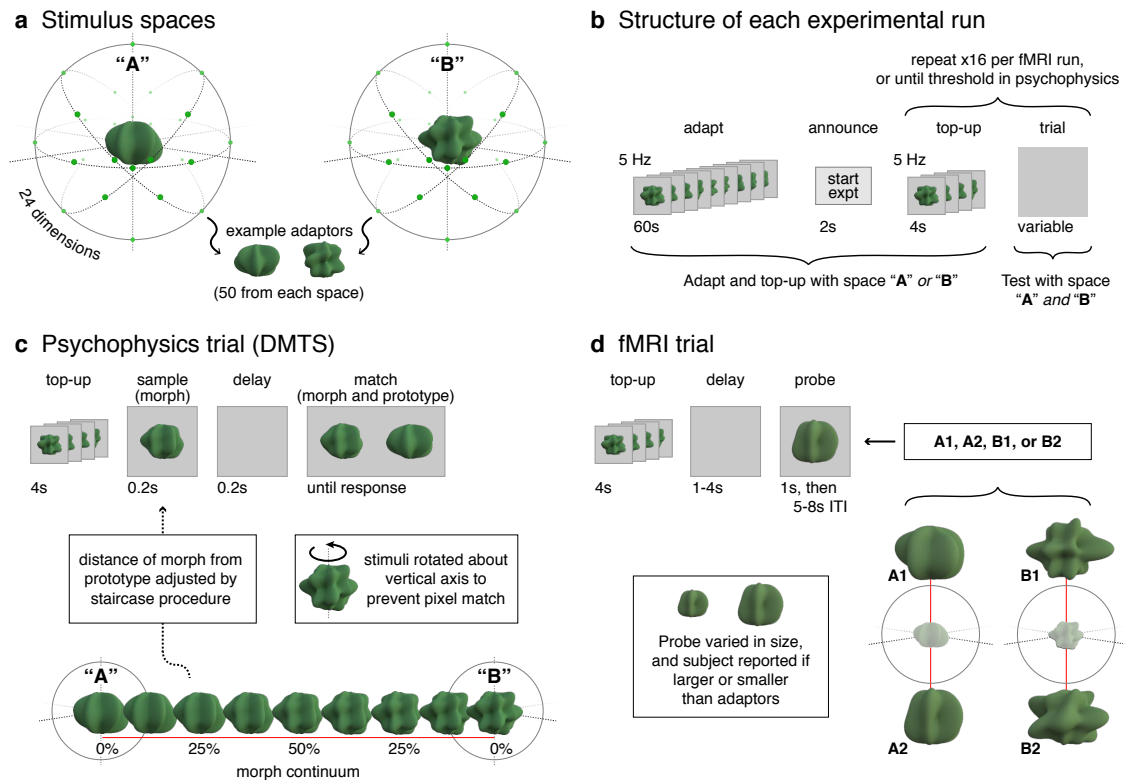 a Stimulus spaces
“A”
“B”
24 dimensions
example adaptors
(50 from each space)
b Structure of each experimental run
repeat x16 per fMRI run,
or until threshold in psychophysics
adapt
announce
top-up
trial
5 Hz
start
expt
5 Hz
60s
2s
4s
variable
Adapt and top-up with space “A” or “B”
Test with space
“A” and “B”
c Psychophysics trial (DMTS)
top-up
sample
(morph)
delay
match
(morph and prototype)
4s
0.2s
0.2s
until response
distance of morph from
prototype adjusted by
staircase procedure
stimuli rotated about
vertical axis to
prevent pixel match
“A”
“B”
0%
25%
50%
25%
0%
morph continuum
d fMRI trial
top-up
delay
probe
4s
1-4s
1s, then
5-8s ITI
A1, A2, B1, or B2
Probe varied in size,
and subject reported if
larger or smaller
than adaptors
A1
B1
A2
B2